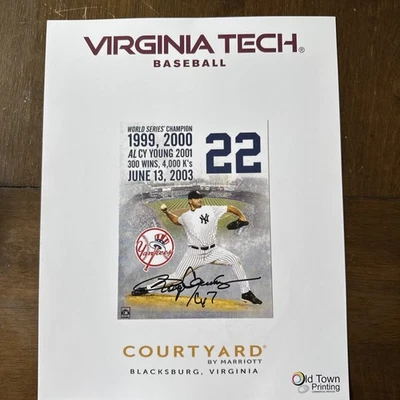 VIRGINIA TECH®
BASEBALL
WORLD SERIES CHAMPION
1999, 2000
AL CY YOUNG 2001
300 WINS, 4,000 K's
JUNE 13, 2003
22
Yankees
COURTYARD®
BY MARRIOTT
BLACKSBURG, VIRGINIA
Old Town
Printing